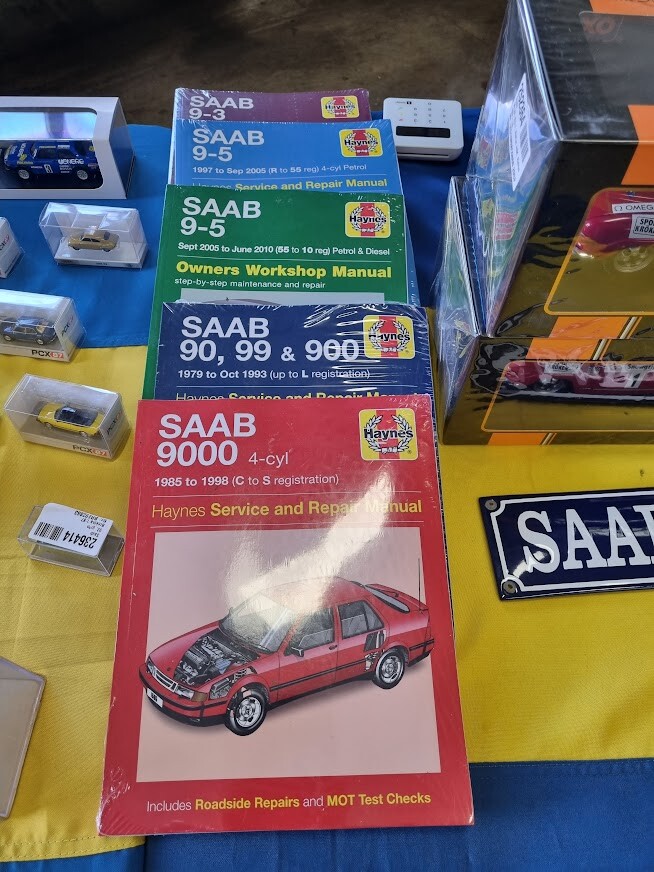 SAAB
9-3
Haynes
SAAB
9-5
1997 to Sep 2005 (R to 55 reg) 4-cyl Petrol
Haynes Service and Repair Manual
Haynes
SAAB
9-5
Sept 2005 to June 2010 (55 to 10 reg) Petrol & Diesel
Owners Workshop Manual
step-by-step maintenance and repair
Haynes
SAAB
90, 99 & 900
1979 to Oct 1993 (up to L registration)
Haynes Service and Repair Ma
Haynes
SAAB
9000 4-cyl
1985 to 1998 (C to S registration)
Haynes Service and Repair Manual
Haynes
Includes Roadside Repairs and MOT Test Checks
PCX87
PCX87
236414
OMEG
SAA